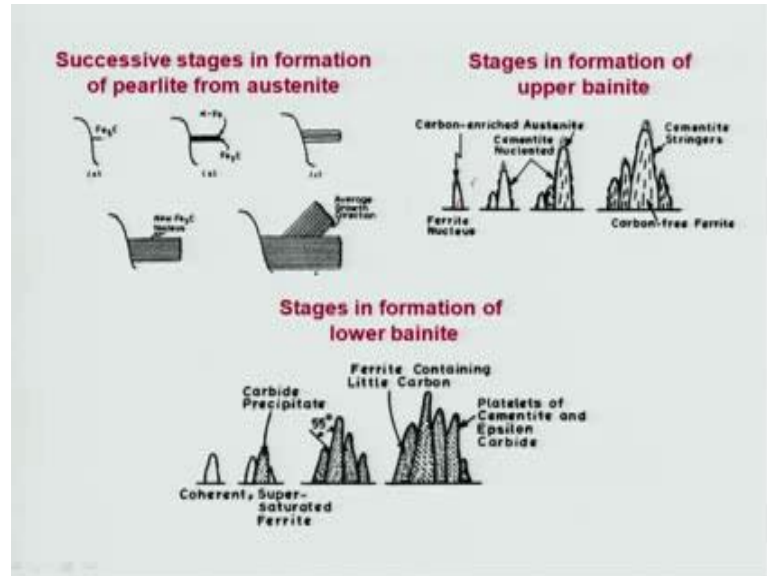 Successive stages in formation
of pearlite from austenite
Fe₃C
α-Fe
Fe₃C
New Fe₃C
Nucleus
Average
Growth
Direction
Stages in formation of
upper bainite
Carbon-enriched Austenite
Cementite
Nucleated
Cementite
Stringers
Ferrite
Nucleus
Carbon-free Ferrite
Stages in formation of
lower bainite
Ferrite Containing
Little Carbon
Carbide
Precipitate
55°
Platelets of
Cementite and
Epsilon
Carbide
Coherent, Super-
saturated
Ferrite